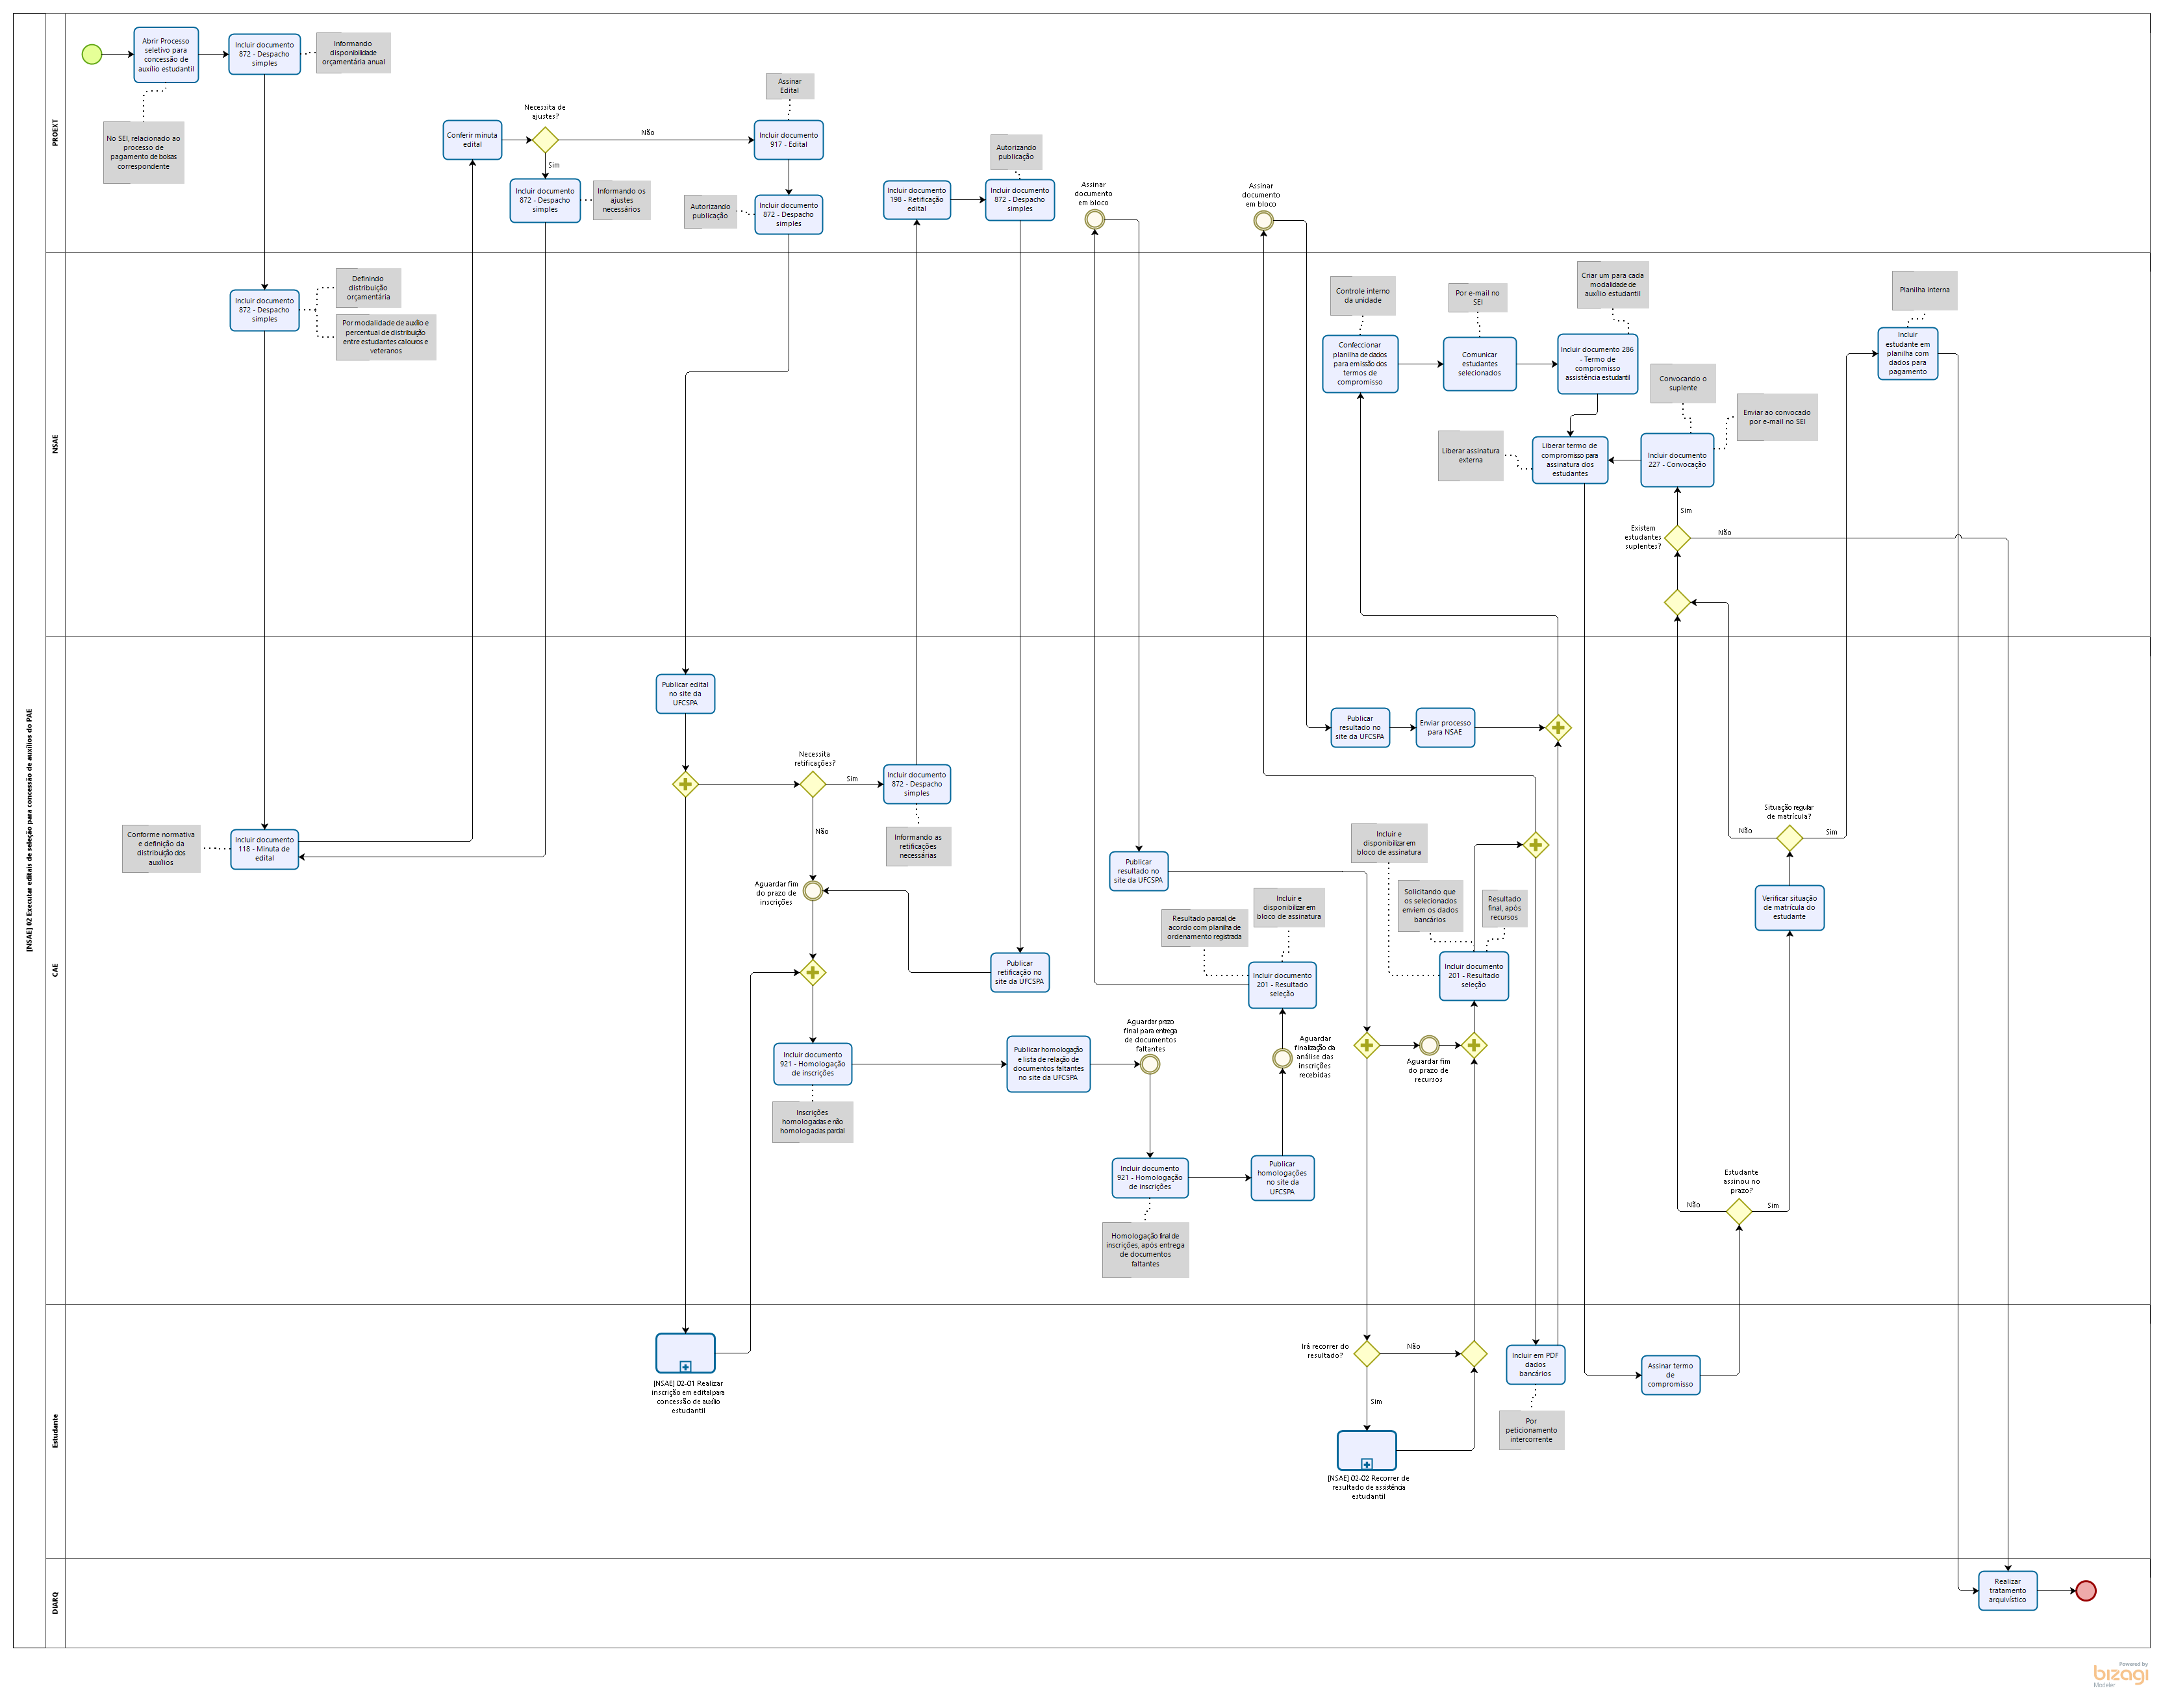 [NSAE] 02 Executar editais de seleção para concessão de auxílios do PAE
PROEXT
Abrir Processo
seletivo para
concessão de
auxílio estudantil
Incluir documento
872 - Despacho
simples
Informando
disponibilidade
orçamentária anual
No SEI, relacionado ao
processo de
pagamento de bolsas
correspondente
Conferir minuta
edital
Necessita de
ajustes?
Não
Sim
Incluir documento
872 - Despacho
simples
Informando os
ajustes
necessários
Assinar
Edital
Incluir documento
917 - Edital
Autorizando
publicação
Incluir documento
872 - Despacho
simples
Incluir documento
198 - Retificação
edital
Autorizando
publicação
Incluir documento
872 - Despacho
simples
Assinar
documento
em bloco
Assinar
documento
em bloco
NSAE
Incluir documento
872 - Despacho
simples
Definindo
distribuição
orçamentária
Por modalidade de auxílio e
percentual de distribuição
entre estudantes calouros e
veteranos
Controle interno
da unidade
Confeccionar
planilha de dados
para emissão dos
termos de
compromisso
Por e-mail no
SEI
Comunicar
estudantes
selecionados
Criar um para cada
modalidade de
auxílio estudantil
Incluir documento 286
- Termo de
compromisso
assistência estudantil
Liberar assinatura
externa
Liberar termo de
compromisso para
assinatura dos
estudantes
Convocando o
suplente
Enviar ao convocado
por e-mail no SEI
Incluir documento
227 - Convocação
Sim
Existem
estudantes
suplentes?
Não
Planilha interna
Incluir
estudante em
planilha com
dados para
pagamento
CAE
Conforme normativa
e definição da
distribuição dos
auxílios
Incluir documento
118 - Minuta de
edital
Publicar edital
no site da
UFCSPA
Necessita
retificações?
Sim
Não
Incluir documento
872 - Despacho
simples
Informando as
retificações
necessárias
Aguardar fim
do prazo de
inscrições
Publicar
retificação no
site da UFCSPA
Incluir documento
921 - Homologação
de inscrições
Inscrições
homologadas e não
homologadas parcial
Publicar homologação
e lista de relação de
documentos faltantes
no site da UFCSPA
Aguardar prazo
final para entrega
de documentos
faltantes
Incluir documento
921 - Homologação
de inscrições
Homologação final de
inscrições, após entrega
de documentos
faltantes
Publicar
homologações
no site da
UFCSPA
Aguardar
finalização da
análise das
inscrições
recebidas
Resultado parcial, de
acordo com planilha de
ordenamento registrada
Incluir e
disponibilizar em
bloco de assinatura
Incluir documento
201 - Resultado
seleção
Publicar
resultado no
site da UFCSPA
Aguardar fim
do prazo de
recursos
Incluir e
disponibilizar em
bloco de assinatura
Solicitando que
os selecionados
enviem os dados
bancários
Resultado
final, após
recursos
Incluir documento
201 - Resultado
seleção
Publicar
resultado no
site da UFCSPA
Enviar processo
para NSAE
Situação regular
de matrícula?
Não
Sim
Verificar situação
de matrícula do
estudante
Estudante
assinou no
prazo?
Não
Sim
Estudante
[NSAE] 02-01 Realizar
inscrição em edital para
concessão de auxílio
estudantil
Irá recorrer do
resultado?
Não
Sim
[NSAE] 02-02 Recorrer de
resultado de assistência
estudantil
Incluir em PDF
dados
bancários
Por
peticionamento
intercorrente
Assinar termo
de
compromisso
DIARQ
Realizar
tratamento
arquivístico
Powered by
bizagi
Modeler